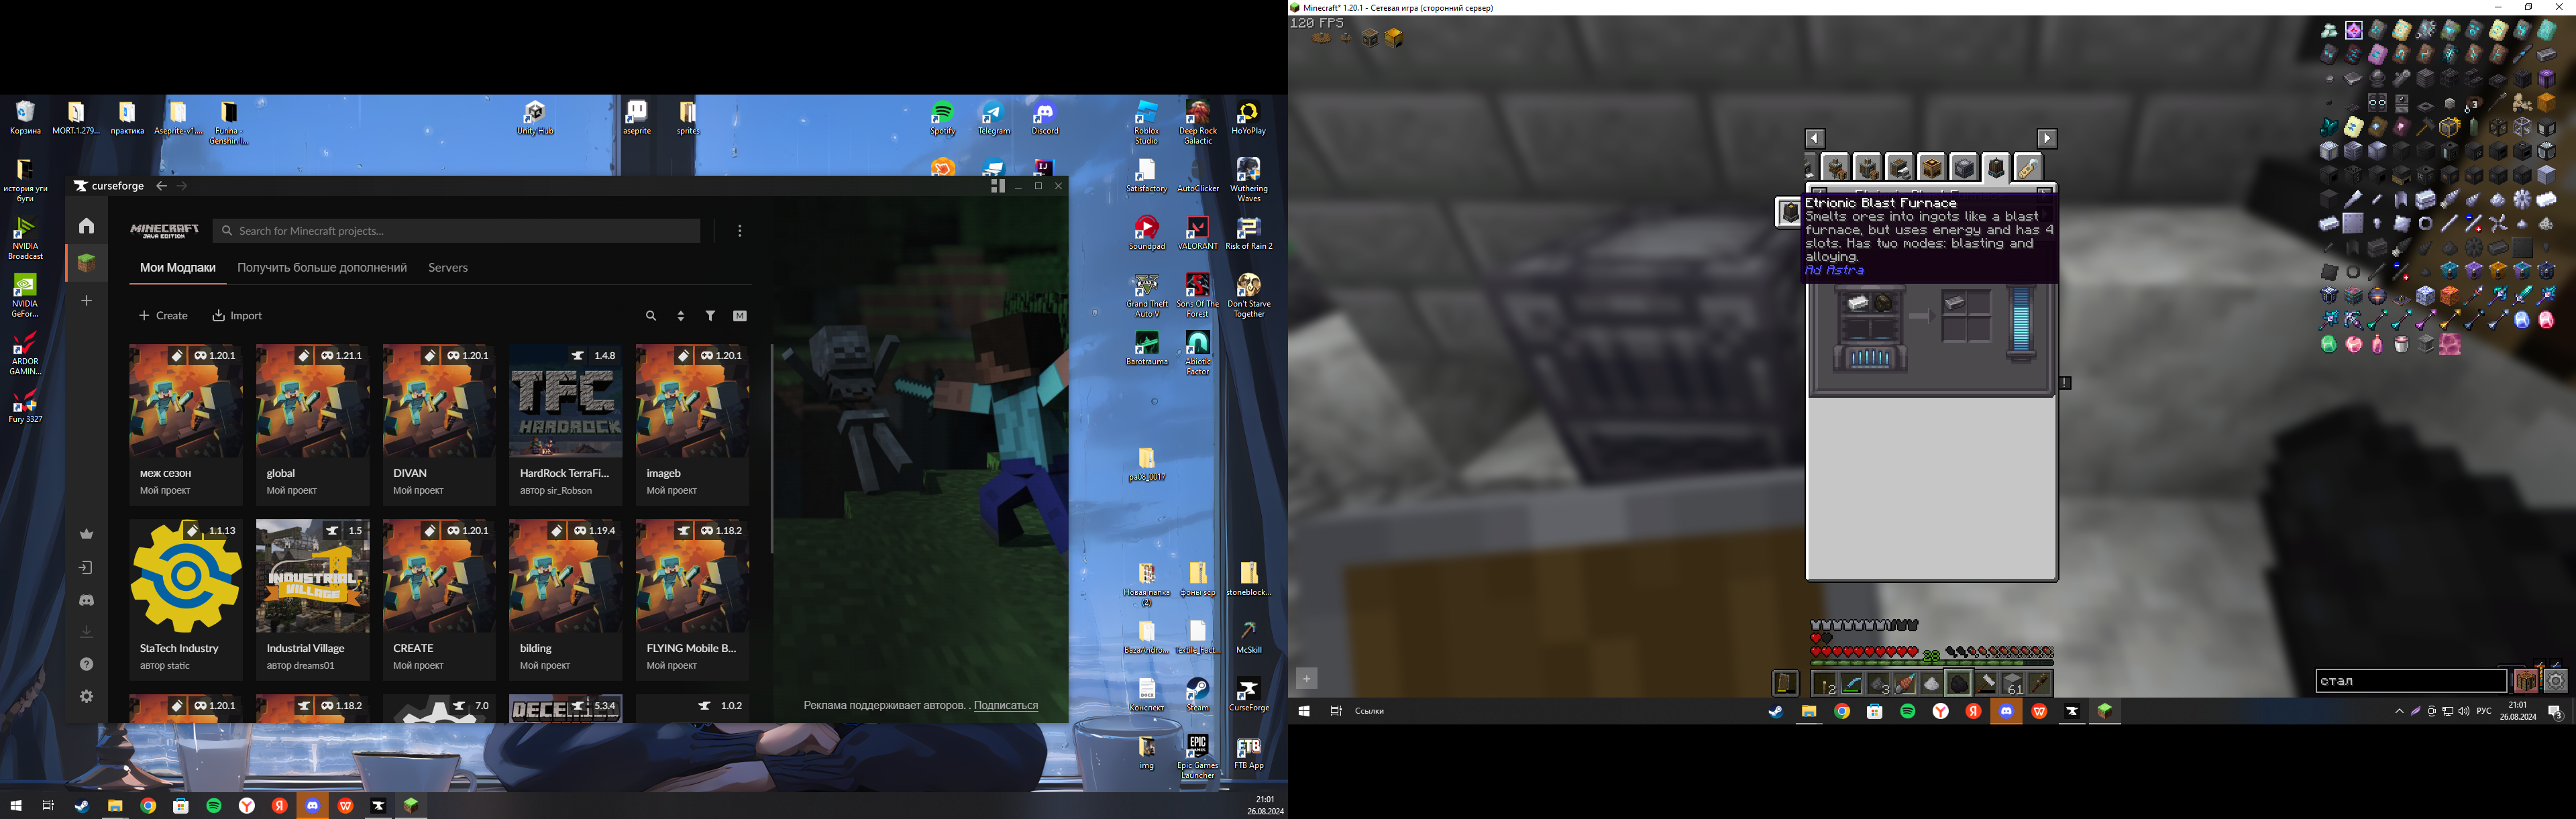 Корзина
MORT.1.279...
практика
Aseprite-v1....
Furina -
Genshin I...
Unity Hub
aseprite
sprites
Spotify
Telegram
Discord
Roblox
Studio
Deep Rock
Galactic
HoYoPlay
история уги
буги
Satisfactory
AutoClicker
Wuthering
Waves
NVIDIA
Broadcast
Soundpad
VALORANT
Risk of Rain 2
NVIDIA
GeFor...
Grand Theft
Auto V
Sons Of The
Forest
Don't Starve
Together
ARDOR
GAMIN...
Barotrauma
Abiotic
Factor
Fury 3327
Новая папка
(2)
фоны scp
stoneblock...
BazaAndro...
McSkill
Конспект
Steam
CurseForge
img
Epic Games
Launcher
FTB App
curseforge
MINECRAFT
JAVA EDITION
Search for Minecraft projects...
Мои Модпаки
Получить больше дополнений
Servers
Create
Import
M
1.20.1
1.21.1
1.20.1
1.4.8
1.20.1
TFC
HARDROCK
меж сезон
global
DIVAN
HardRock TerraFi...
imageb
Мой проект
Мой проект
Мой проект
автор sir_Robson
Мой проект
1.1.13
1.5
1.20.1
1.19.4
1.18.2
INDUSTRIAL
VILLAGE
StaTech Industry
Industrial Village
CREATE
bilding
FLYING Mobile B...
автор static
автор dreams01
Мой проект
Мой проект
Мой проект
1.20.1
1.18.2
7.0
5.3.4
1.0.2
Реклама поддерживает авторов. . Подписаться
21:01
26.08.2024
Minecraft* 1.20.1 - Сетевая игра (сторонний сервер)
120 FPS
Etrionic Blast Furnace
Smelts ores into ingots like a blast
furnace, but uses energy and has 4
slots. Has two modes: blasting and
alloying.
Ad Astra
3
28
2
3
61
стал
Ссылки
РУС
21:01
26.08.2024
3